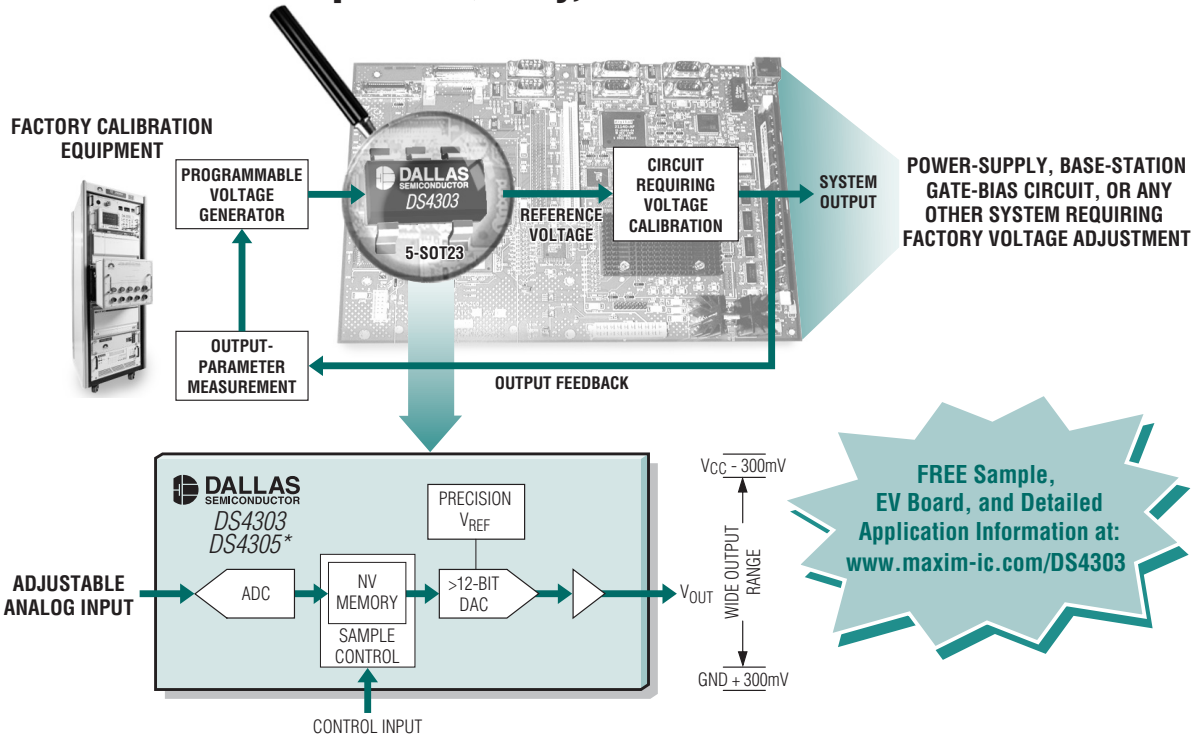 FACTORY CALIBRATION
EQUIPMENT
PROGRAMMABLE
VOLTAGE
GENERATOR
DALLAS
SEMICONDUCTOR
DS4303
5-SOT23
REFERENCE
VOLTAGE
CIRCUIT
REQUIRING
VOLTAGE
CALIBRATION
SYSTEM
OUTPUT
POWER-SUPPLY, BASE-STATION
GATE-BIAS CIRCUIT, OR ANY
OTHER SYSTEM REQUIRING
FACTORY VOLTAGE ADJUSTMENT
OUTPUT-
PARAMETER
MEASUREMENT
OUTPUT FEEDBACK
DALLAS
SEMICONDUCTOR
DS4303
DS4305*
PRECISION
VREF
ADJUSTABLE
ANALOG INPUT
ADC
NV
MEMORY
SAMPLE
CONTROL
>12-BIT
DAC
CONTROL INPUT
VOUT
VCC - 300mV
WIDE OUTPUT
RANGE
GND + 300mV
FREE Sample,
EV Board, and Detailed
Application Information at:
www.maxim-ic.com/DS4303